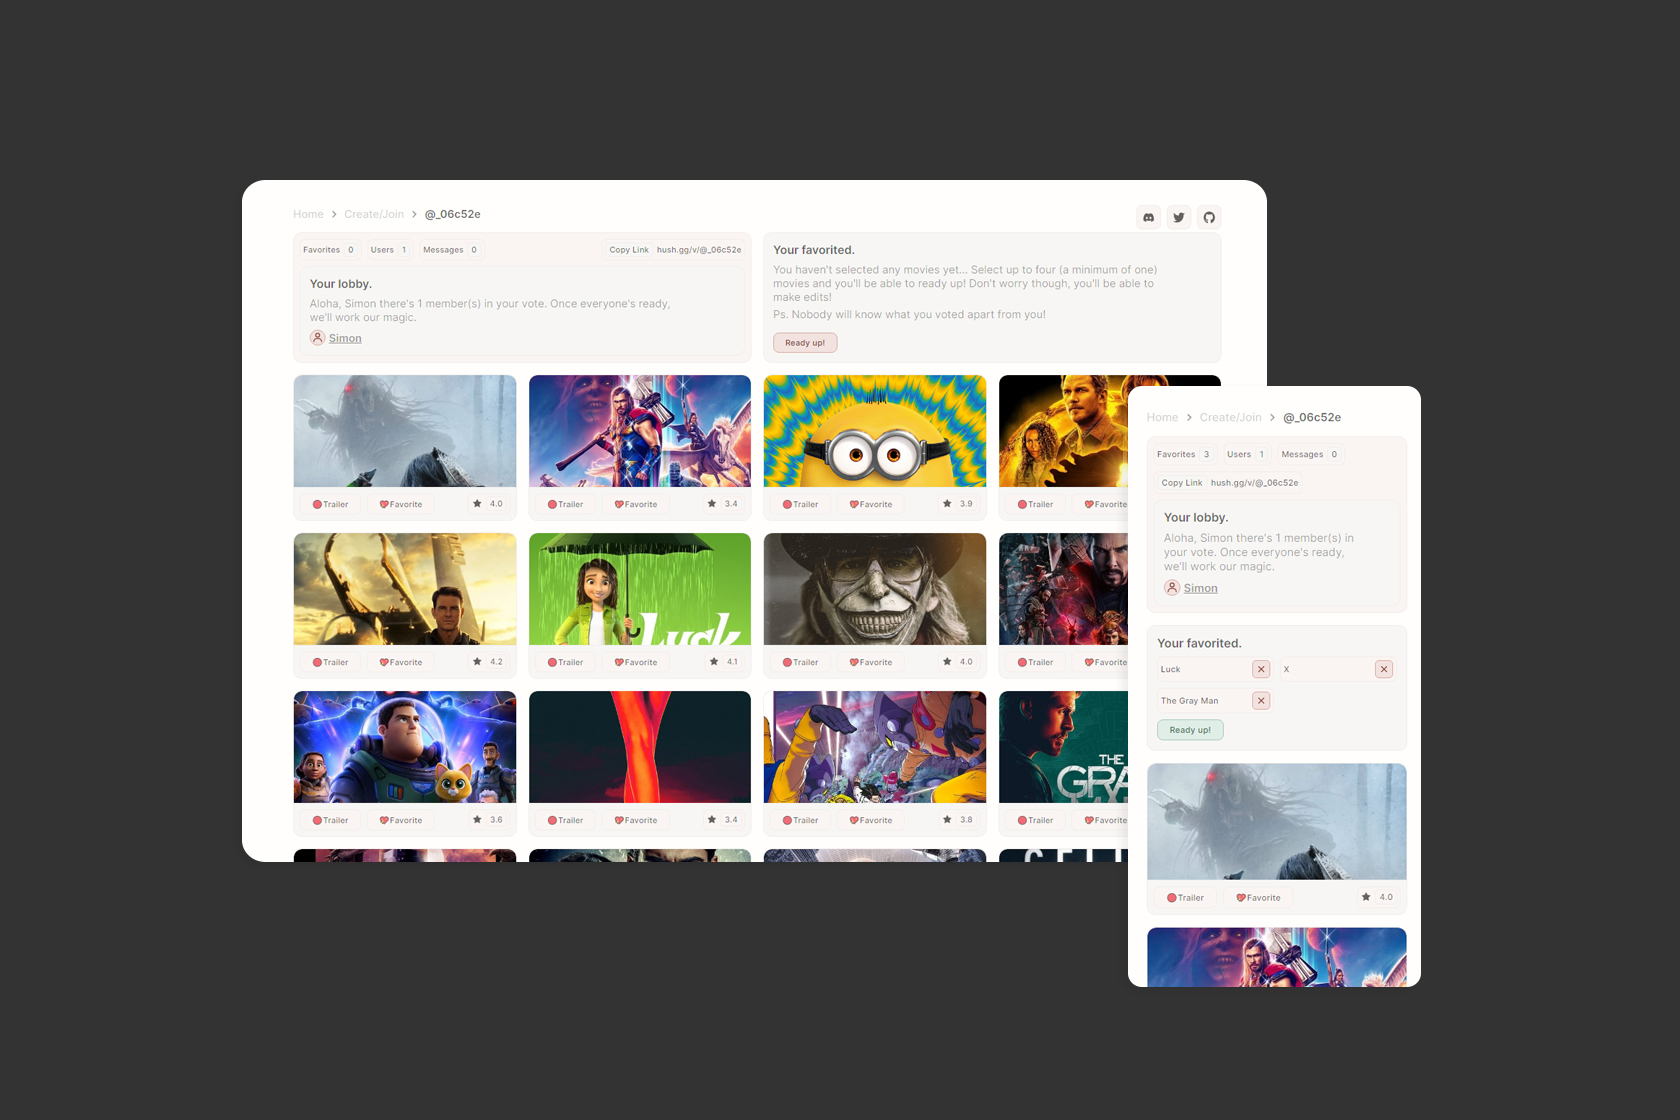 Home > Create/Join > @_06c52e
Favorites 0 Users 1 Messages 0 Copy Link hush.gg/v/@_06c52e
Your lobby.
Aloha, Simon there's 1 member(s) in your vote. Once everyone's ready,
we'll work our magic.
Simon
Your favorited.
You haven't selected any movies yet... Select up to four (a minimum of one)
movies and you'll be able to ready up! Don't worry though, you'll be able to
make edits!
Ps. Nobody will know what you voted apart from you!
Ready up!
Trailer Favorite 4.0
Trailer Favorite 3.4
Trailer Favorite 3.9
Trailer Favorite
Luck
Trailer Favorite 4.2
Trailer Favorite 4.1
Trailer Favorite 4.0
Trailer Favorite
THE
GRA
Trailer Favorite 3.6
Trailer Favorite 3.4
Trailer Favorite 3.8
Trailer Favorite
Home > Create/Join > @_06c52e
Favorites 3 Users 1 Messages 0
Copy Link hush.gg/v/@_06c52e
Your lobby.
Aloha, Simon there's 1 member(s) in
your vote. Once everyone's ready,
we'll work our magic.
Simon
Your favorited.
Luck X
The Gray Man
Ready up!
Trailer Favorite 4.0